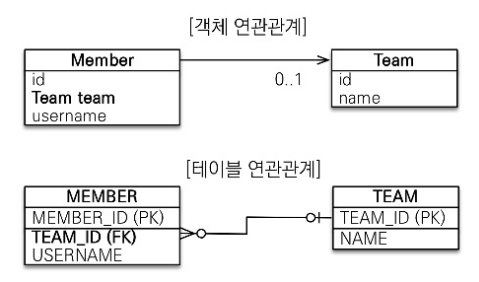 [객체 연관관계]
Member
id
Team team
username
0..1
Team
id
name
[테이블 연관관계]
MEMBER
MEMBER_ID (PK)
TEAM_ID (FK)
USERNAME
TEAM
TEAM_ID (PK)
NAME